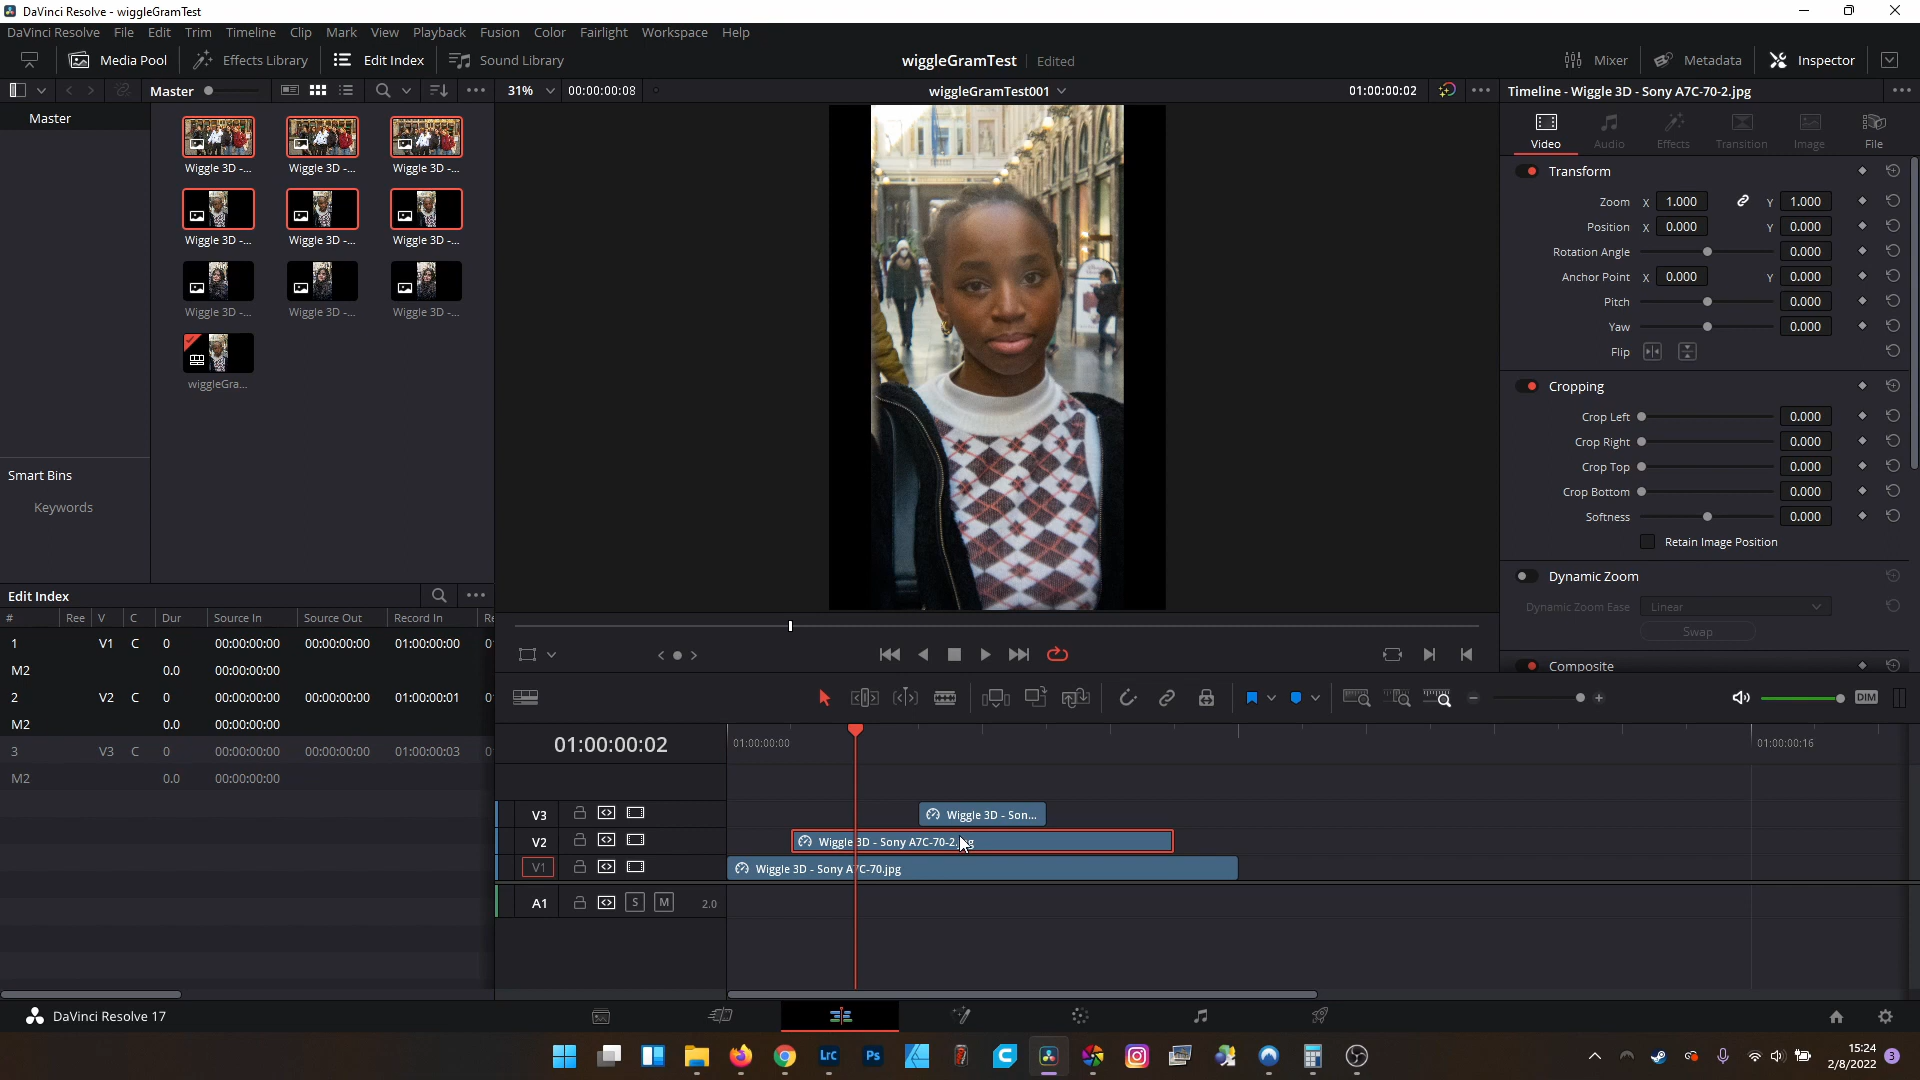 DaVinci Resolve - wiggleGramTest
DaVinci Resolve File Edit Trim Timeline Clip Mark View Playback Fusion Color Fairlight Workspace Help
Media Pool Effects Library Edit Index Sound Library wiggleGramTest Edited Mixer Metadata Inspector
Master 31% 00:00:00:08 wiggleGramTest001 01:00:00:02 Timeline - Wiggle 3D - Sony A7C-70-2.jpg
Master
Video Audio Effects Transition Image File
Wiggle 3D -... Wiggle 3D -... Wiggle 3D -...
Wiggle 3D -... Wiggle 3D -... Wiggle 3D -...
Wiggle 3D -... Wiggle 3D -... Wiggle 3D -...
wiggleGra...
Transform
Zoom X 1.000 Y 1.000
Position X 0.000 Y 0.000
Rotation Angle 0.000
Anchor Point X 0.000 Y 0.000
Pitch 0.000
Yaw 0.000
Flip
Cropping
Crop Left 0.000
Crop Right 0.000
Crop Top 0.000
Crop Bottom 0.000
Softness 0.000
Retain Image Position
Dynamic Zoom
Dynamic Zoom Ease Linear
Swap
Composite
Smart Bins
Keywords
Edit Index
# Ree V C Dur Source In Source Out Record In Re
1 V1 C 0 00:00:00:00 00:00:00:00 01:00:00:00 0
M2 0.0 00:00:00:00
2 V2 C 0 00:00:00:00 00:00:00:00 01:00:00:01 0
M2 0.0 00:00:00:00
3 V3 C 0 00:00:00:00 00:00:00:00 01:00:00:03 0
M2 0.0 00:00:00:00
DIM
01:00:00:02 01:00:00:00 01:00:00:16
V3 Wiggle 3D - Son...
V2 Wiggle 3D - Sony A7C-70-2.
V1 Wiggle 3D - Sony A7C-70.jpg
A1 S M 2.0
DaVinci Resolve 17
Lrc Ps
15:24
2/8/2022 3